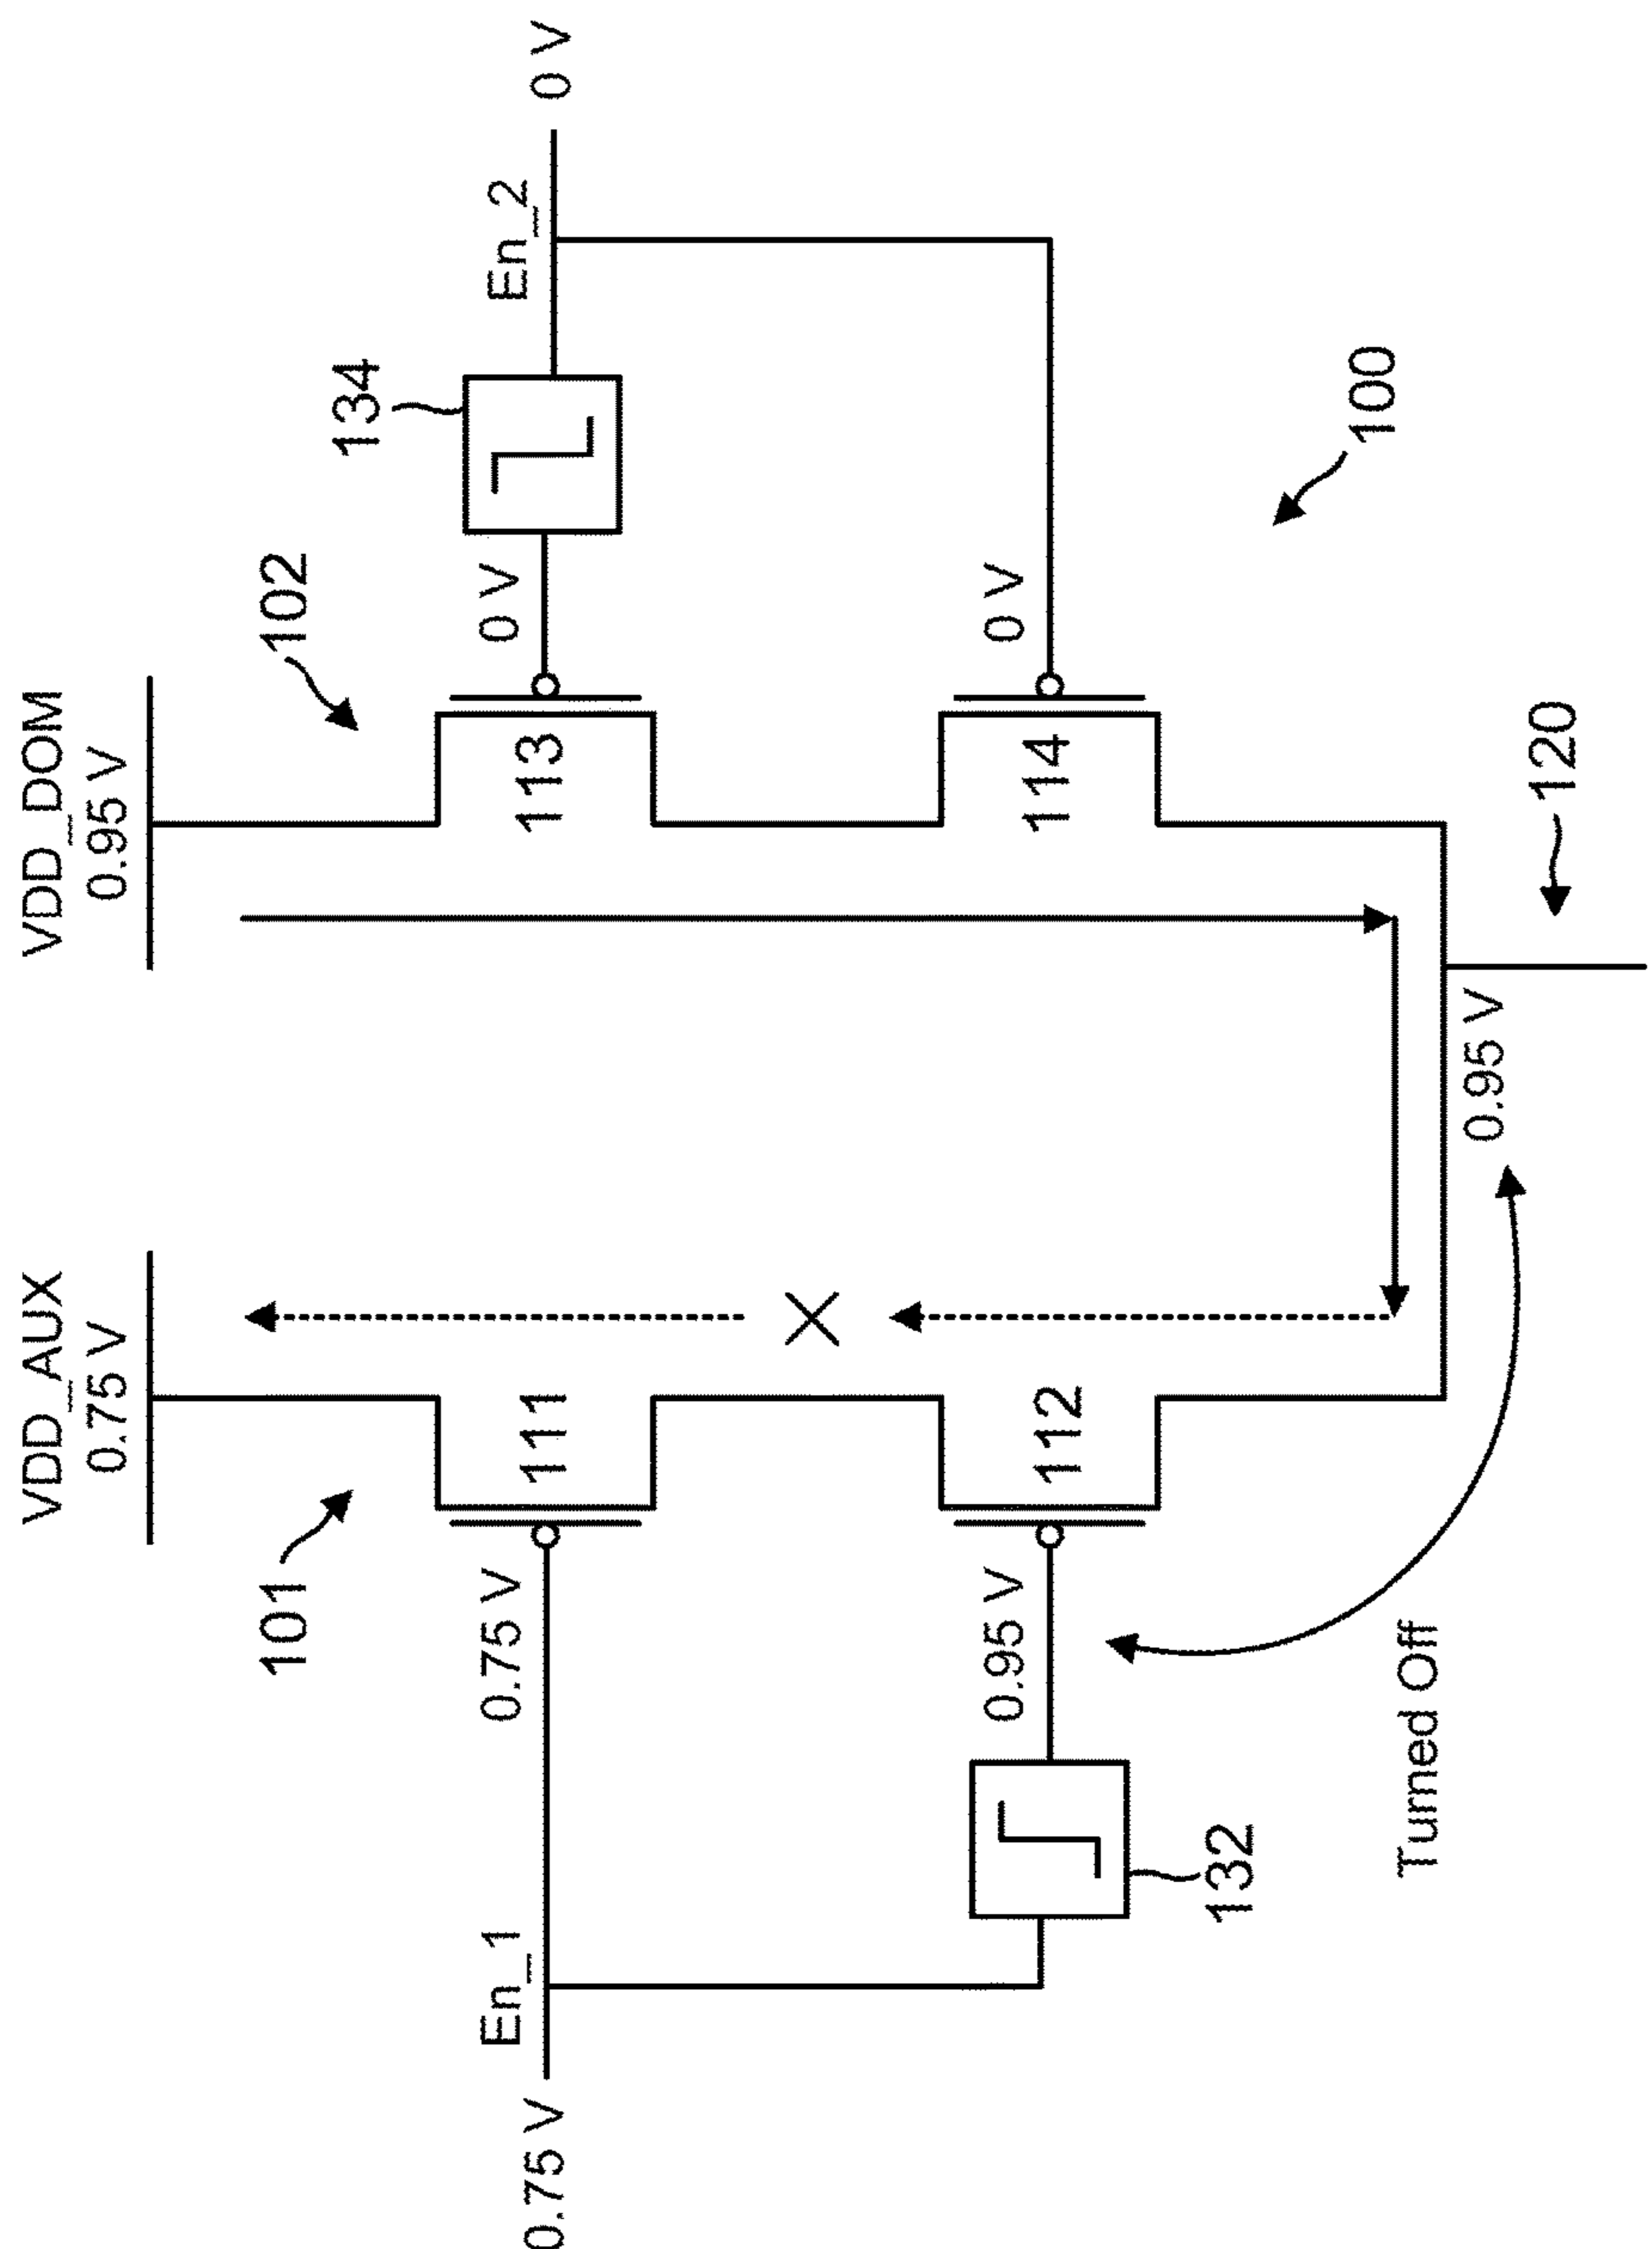 VDD_AUX
0.75 V
VDD_DOM
0.95 V
101
102
134
En_1
0.75 V
0.75 V
111
113
0 V
En_2
0 V
132
0.95 V
112
114
0 V
Turned Off
0.95 V
100
120